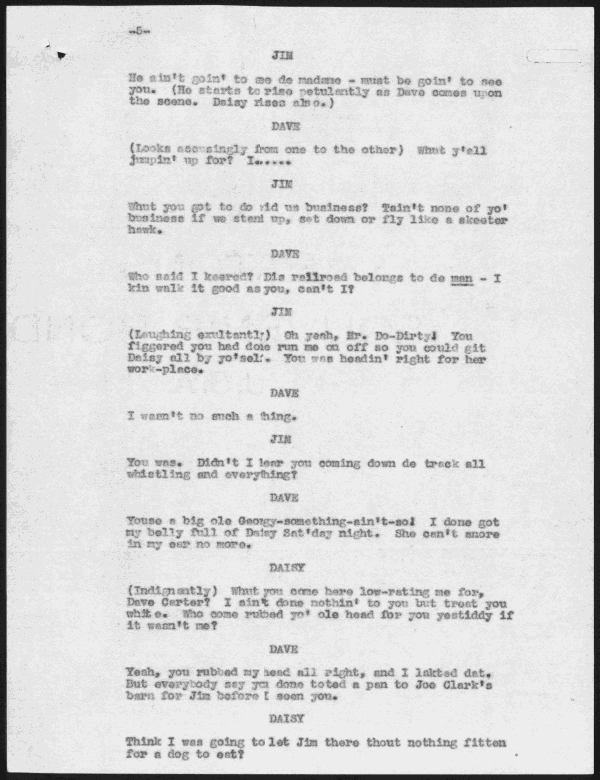 -5-
JIM
He ain't goin' to me de madame - must be goin' to see
you. (He starts to rise petulantly as Dave comes upon
the scene. Daisy rises also.)
DAVE
(Looks accusingly from one to the other) What y'all
jumpin' up for? I.....
JIM
What you got to do wid us business? Tain't none of yo'
business if we stand up, set down or fly like a skeeter
hawk.
DAVE
Who said I keered? Dis railroad belongs to de man - I
kin walk it good as you, can't I?
JIM
(Laughing exultantly) Oh yeah, Mr. Do-Dirty! You
figgered you had done run me on off so you could git
Daisy all by yo'self. You was headin' right for her
work-place.
DAVE
I wasn't no such a thing.
JIM
You was. Didn't I hear you coming down de track all
whistling and everything?
DAVE
Youse a big ole Georgy-something-ain't-so! I done got
my belly full of Daisy Sat'day night. She can't snore
in my ear no more.
DAISY
(Indignantly) What you come here low-rating me for,
Dave Carter? I ain't done nothin' to you but treat you
white. Who come rubbed yo' ole head for you yestiddy if
it wasn't me?
DAVE
Yeah, you rubbed my head all right, and I lakted dat.
But everybody say you done toted a pan to Joe Clark's
barn for Jim before I seen you.
DAISY
Think I was going to let Jim there thout nothing fitten
for a dog to eat?